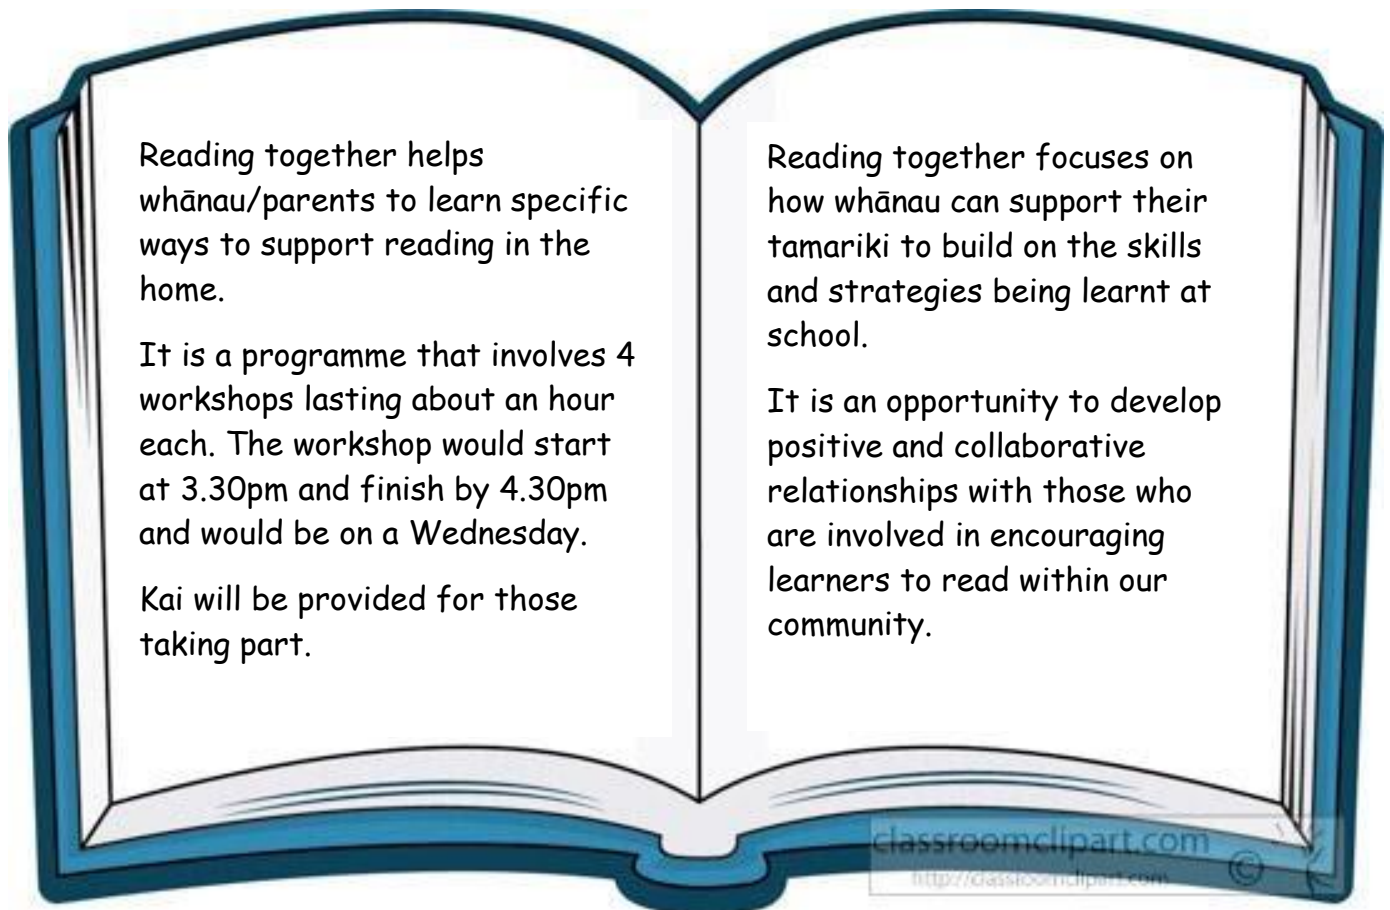 Reading together helps
whānau/parents to learn specific
ways to support reading in the
home.
It is a programme that involves 4
workshops lasting about an hour
each. The workshop would start
at 3.30pm and finish by 4.30pm
and would be on a Wednesday.
Kai will be provided for those
taking part.
Reading together focuses on
how whānau can support their
tamariki to build on the skills
and strategies being learnt at
school.
It is an opportunity to develop
positive and collaborative
relationships with those who
are involved in encouraging
learners to read within our
community.
classroomclipart.com
http://classroomclipart.com ©